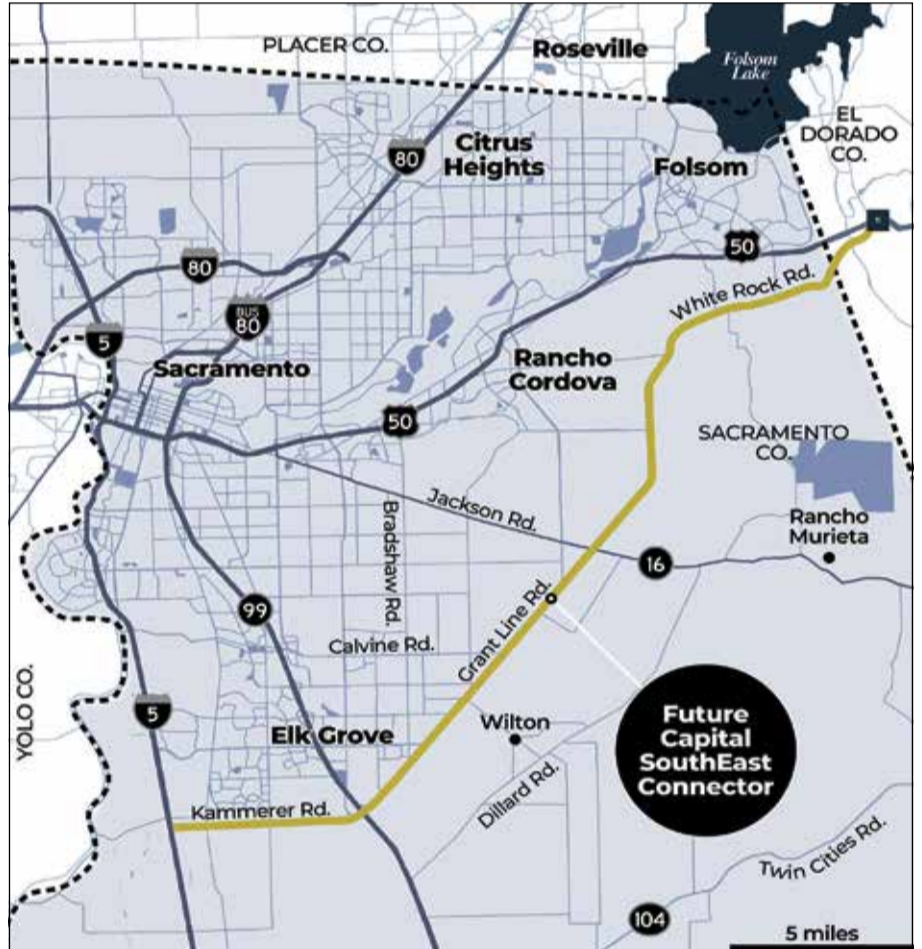 PLACER CO.
Roseville
Folsom
Lake
EL
DORADO
CO.
Citrus
Heights
Folsom
80
50
80
White Rock Rd.
BUS
80
5
Sacramento
Rancho
Cordova
50
SACRAMENTO
CO.
Jackson Rd.
Bradshaw Rd.
Rancho
Murieta
16
99
Grant Line Rd.
Calvine Rd.
YOLO CO.
5
Elk Grove
Wilton
Future
Capital
SouthEast
Connector
Dillard Rd.
Kammerer Rd.
Twin Cities Rd.
104
5 miles